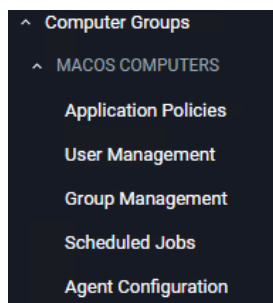 Computer Groups
MACOS COMPUTERS
Application Policies
User Management
Group Management
Scheduled Jobs
Agent Configuration